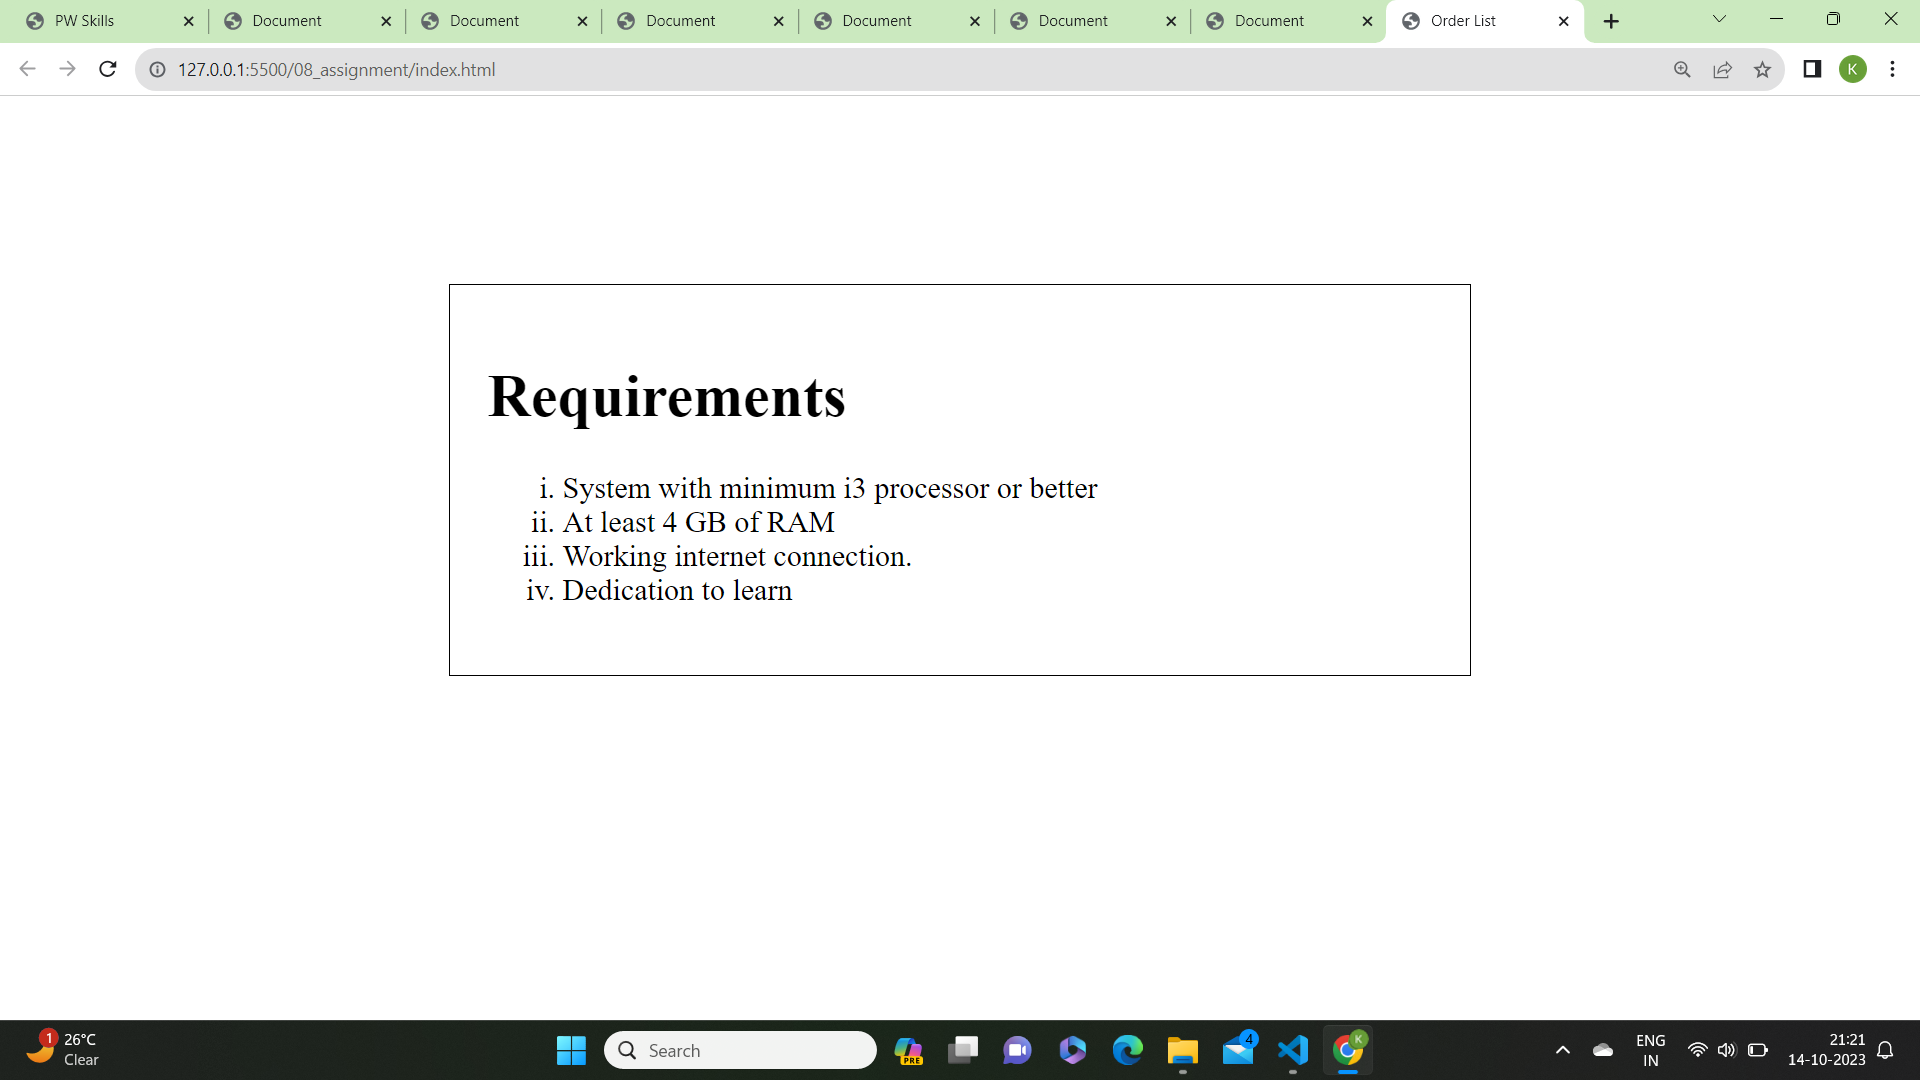 PW Skills
Document
Document
Document
Document
Document
Document
Order List
127.0.0.1:5500/08_assignment/index.html
K
Requirements
i. System with minimum i3 processor or better
ii. At least 4 GB of RAM
iii. Working internet connection.
iv. Dedication to learn
1
26°C
Clear
Search
PRE
4
K
ENG
IN
21:21
14-10-2023